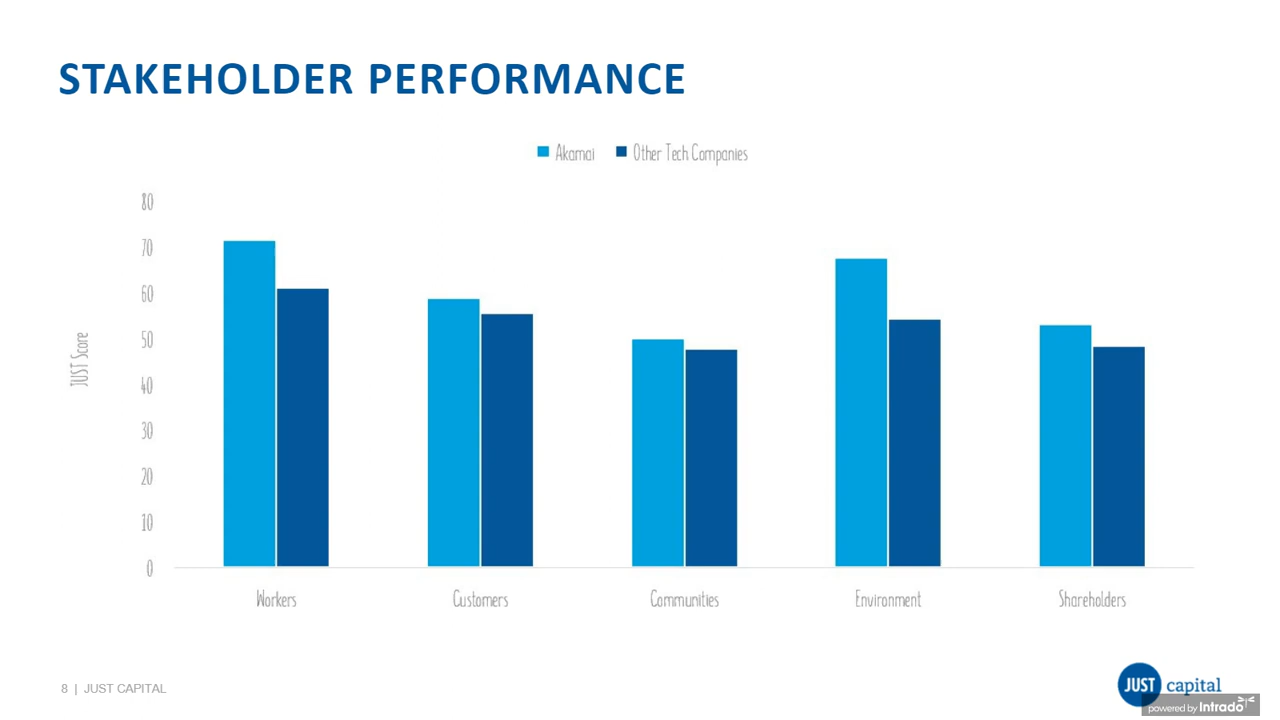 STAKEHOLDER PERFORMANCE
Akamai Other Tech Companies
80
70
60
50
40
30
20
10
0
JUST Score
Workers Customers Communities Environment Shareholders
8 | JUST CAPITAL
JUST capital
powered by Intrado